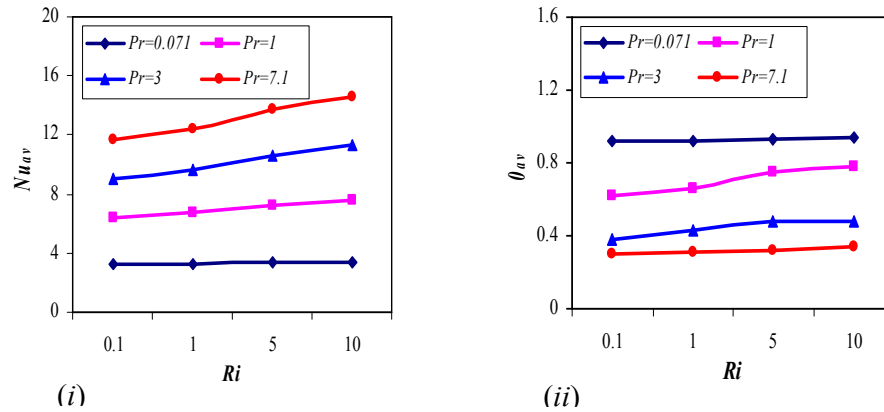 20
16
12
8
4
0
Pr=0.071
Pr=1
Pr=3
Pr=7.1
Nu av
0.1 1 5 10
Ri
(i)
1.6
1.2
0.8
0.4
0
Pr=0.071
Pr=1
Pr=3
Pr=7.1
θ av
0.1 1 5 10
Ri
(ii)